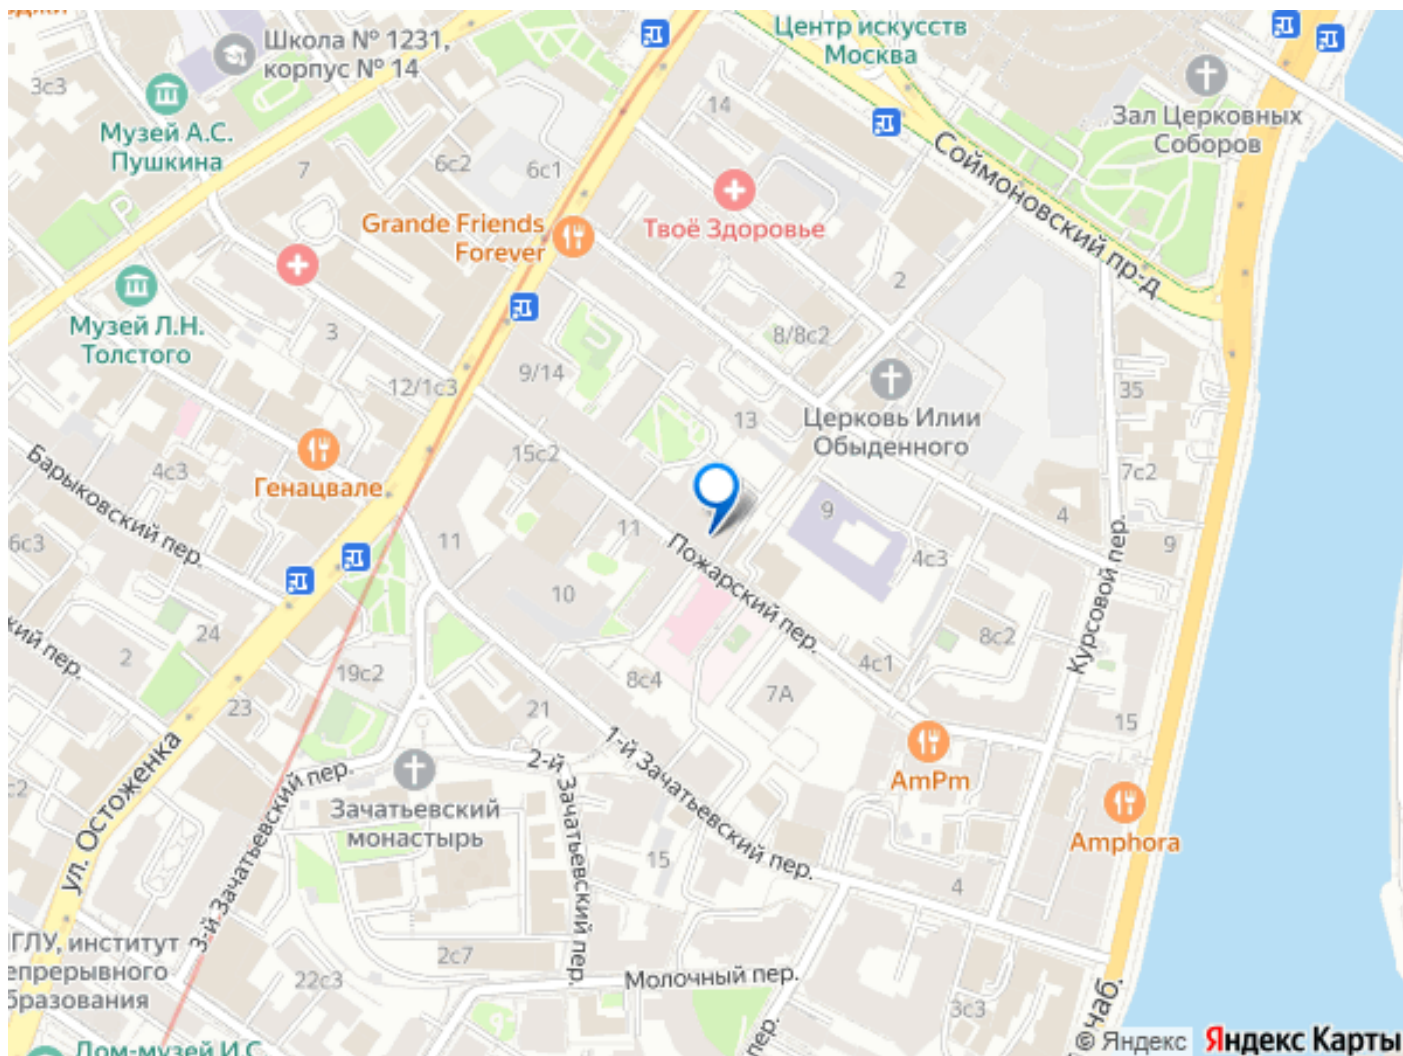 Школа № 1231,
корпус № 14
Центр искусств
Москва
3с3
Музей А.С.
Пушкина
14
Зал Церковных
Соборов
7
6с2
6с1
Соймоновский пр-д
P
Grande Friends
Forever
Твоё Здоровье
2
Музей Л.Н.
Толстого
3
8/8с2
12/1с3
9/14
35
13
Церковь Илии
Обыденного
Барыковский пер.
4с3
15с2
7с2
Генацвале
9
4
6с3
11
11
Пожарский пер.
4с3
9
Курсовой пер.
10
24
8с2
2
19с2
8с4
7А
4с1
23
21
15
ул. Остоженка
1-й Зачатьевский пер.
2-й Зачатьевский пер.
3-й Зачатьевский пер.
AmPm
Зачатьевский
монастырь
Amphora
15
4
22с3
2с7
Молочный пер.
3с3
пер.
наб.
© Яндекс
Яндекс Карты